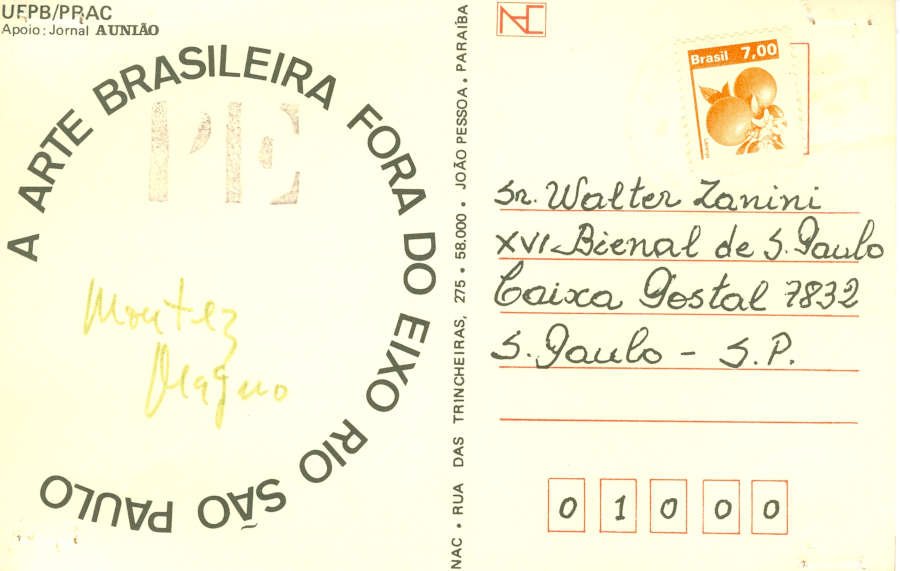 UFPB/PRAC
Apoio: Jornal A UNIÃO
A ARTE BRASILEIRA FORA DO EIXO RIO SÃO PAULO
PE
Montez
Magno
NAC • RUA DAS TRINCHEIRAS, 275 • 58.000 • JOÃO PESSOA • PARAÍBA
NAC
Brasil 7,00
Sr. Walter Zanini
XVI - Bienal de S. Paulo
Caixa Postal 7832
S. Paulo - S.P.
0 1 0 0 0